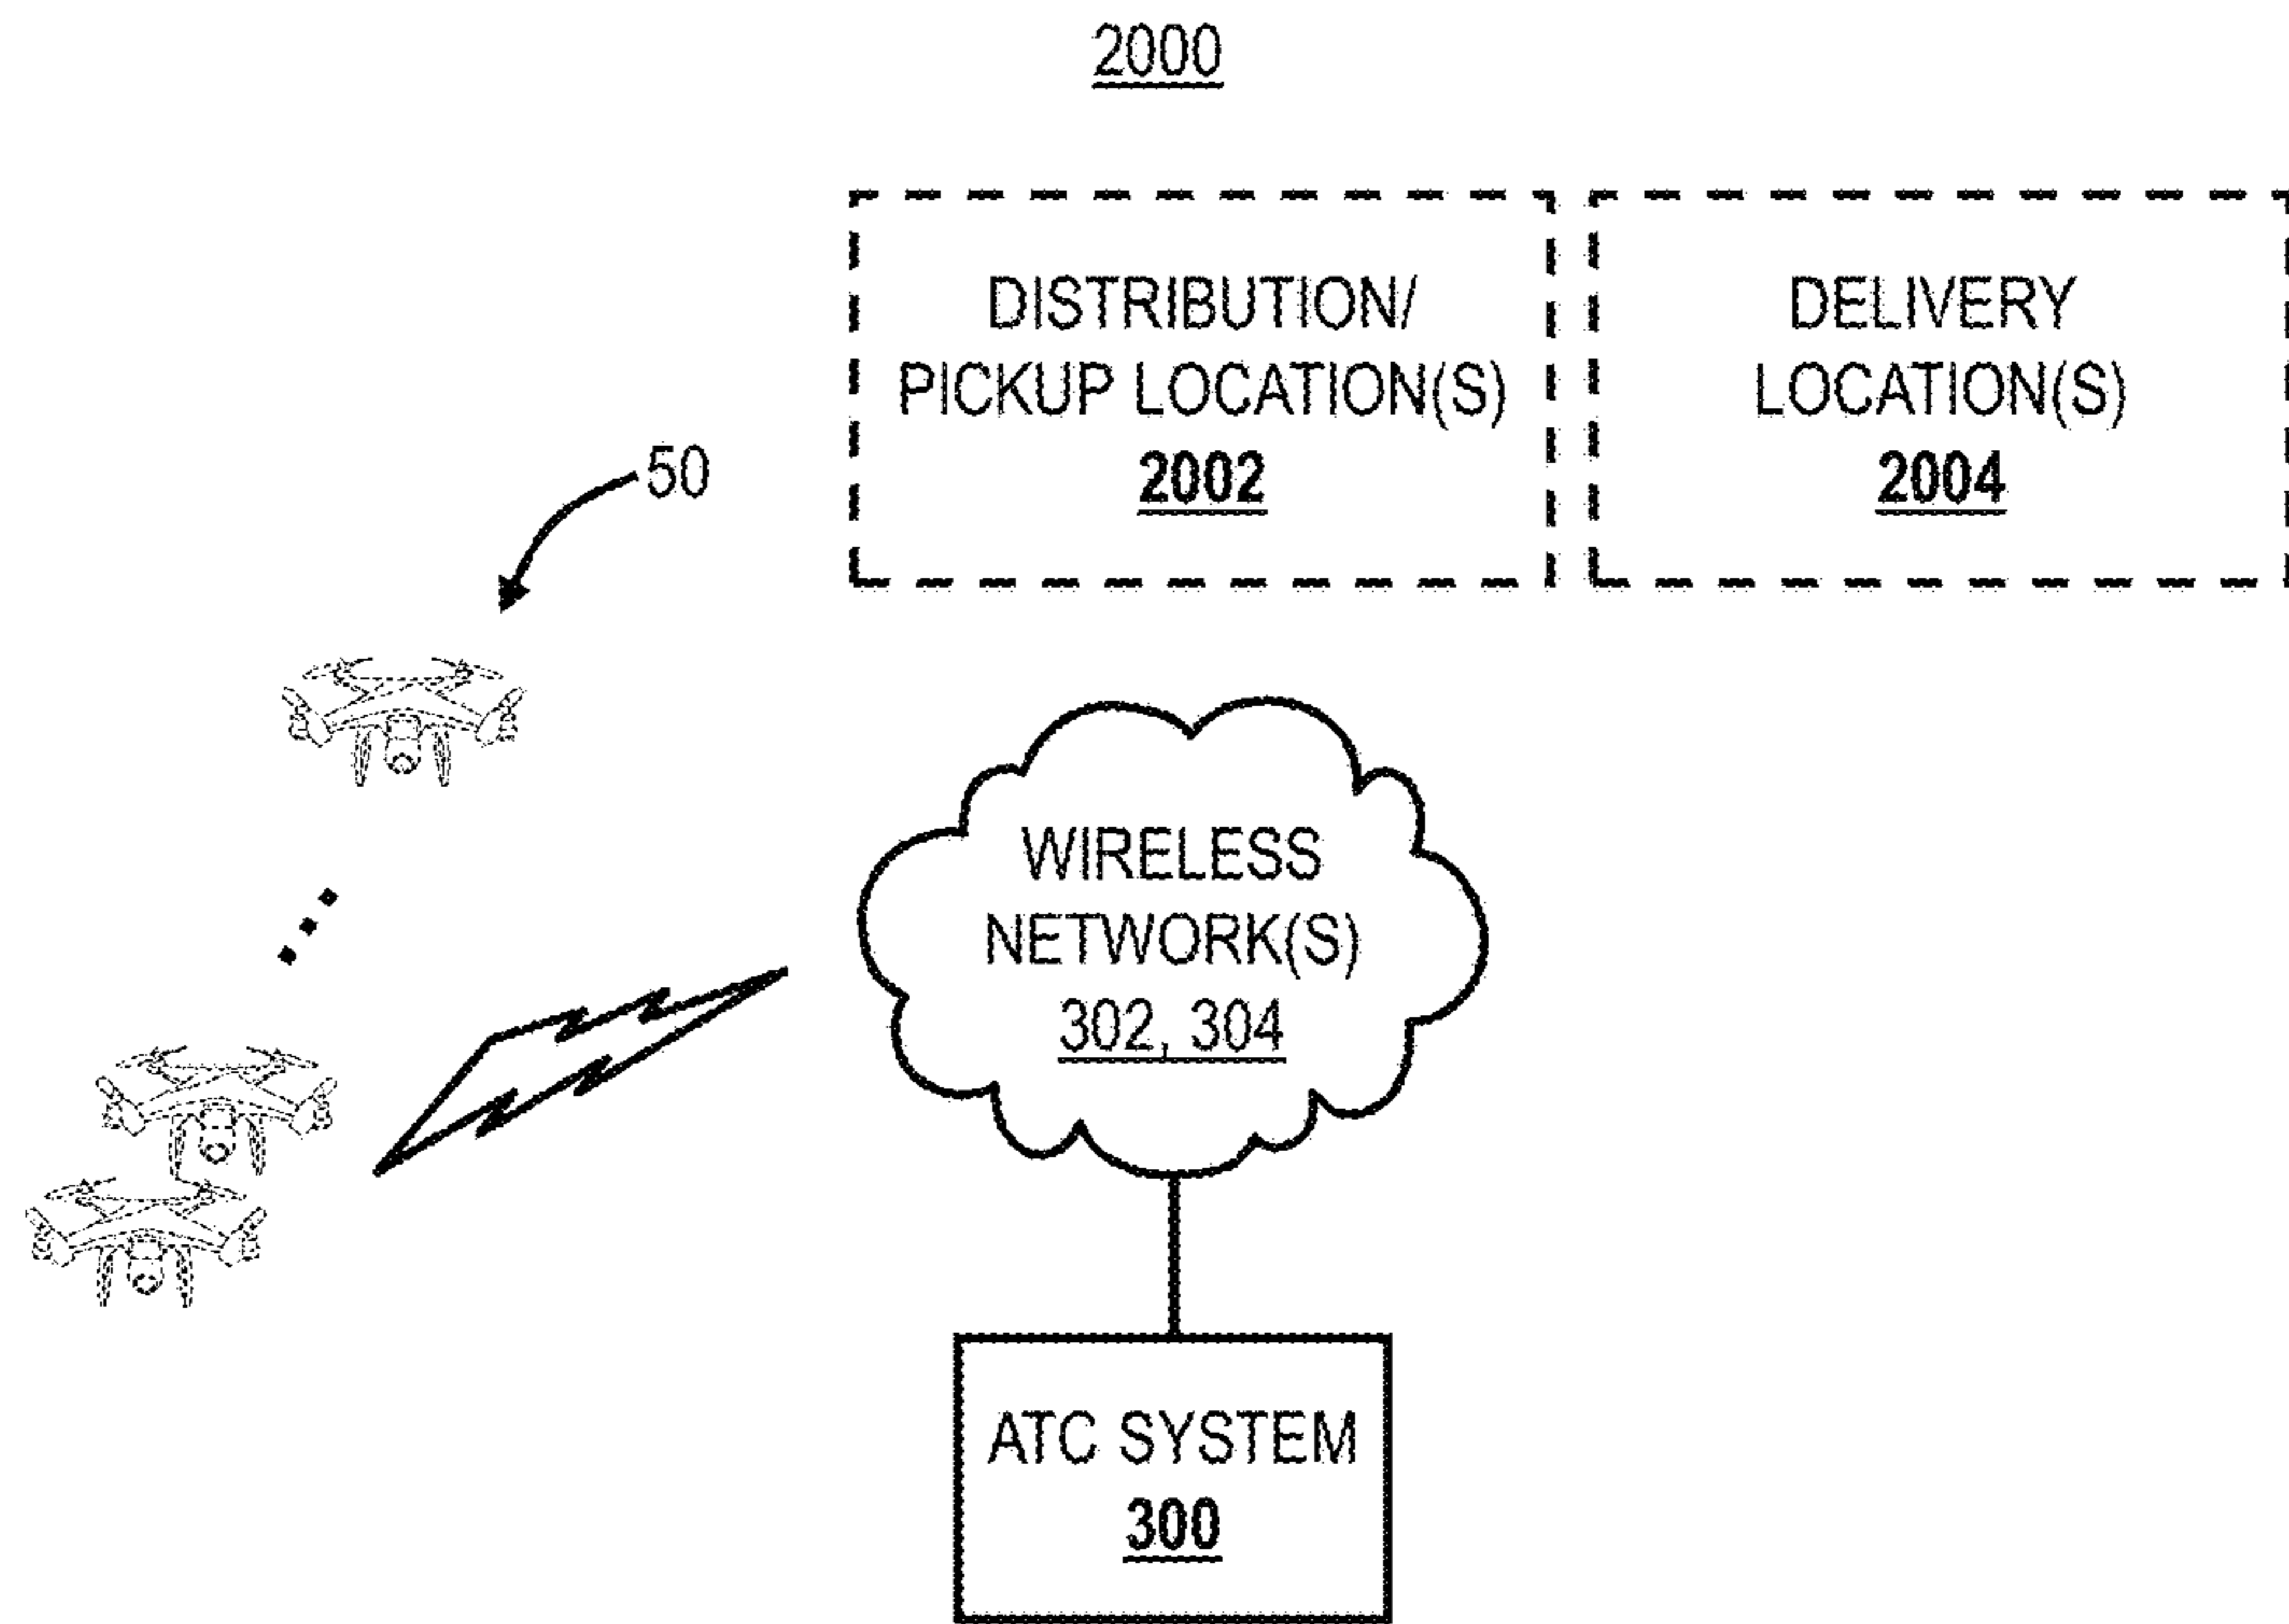 2000
DISTRIBUTION/
PICKUP LOCATION(S)
2002
DELIVERY
LOCATION(S)
2004
50
WIRELESS
NETWORK(S)
302, 304
ATC SYSTEM
300